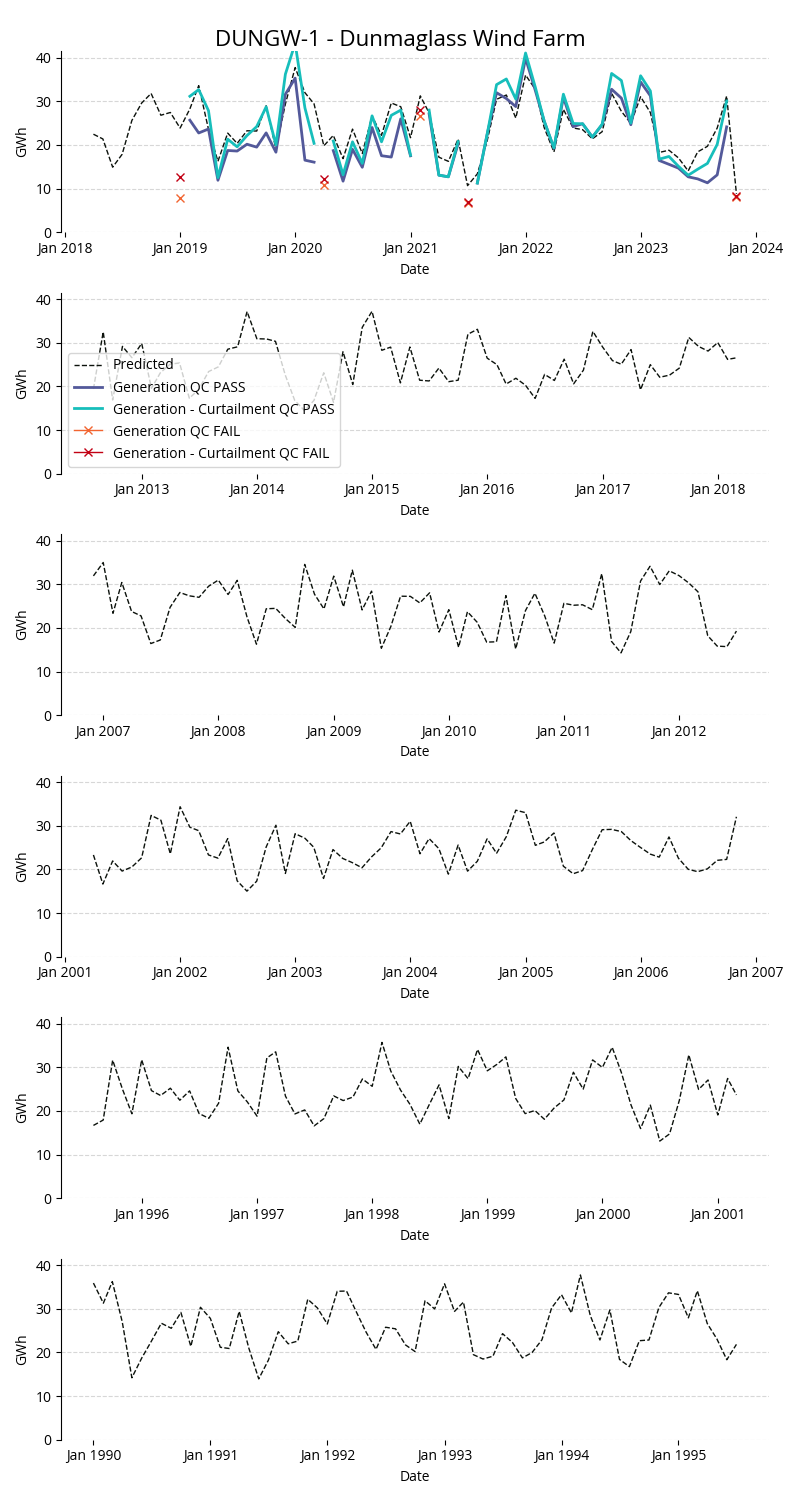 DUNGW-1 - Dunmaglass Wind Farm
40
30
20
10
0
GWh
Jan 2018 Jan 2019 Jan 2020 Jan 2021 Jan 2022 Jan 2023 Jan 2024
Date
40
30
20
10
0
GWh
Predicted
Generation QC PASS
Generation - Curtailment QC PASS
Generation QC FAIL
Generation - Curtailment QC FAIL
Jan 2013 Jan 2014 Jan 2015 Jan 2016 Jan 2017 Jan 2018
Date
40
30
20
10
0
GWh
Jan 2007 Jan 2008 Jan 2009 Jan 2010 Jan 2011 Jan 2012
Date
40
30
20
10
0
GWh
Jan 2001 Jan 2002 Jan 2003 Jan 2004 Jan 2005 Jan 2006 Jan 2007
Date
40
30
20
10
0
GWh
Jan 1996 Jan 1997 Jan 1998 Jan 1999 Jan 2000 Jan 2001
Date
40
30
20
10
0
GWh
Jan 1990 Jan 1991 Jan 1992 Jan 1993 Jan 1994 Jan 1995
Date